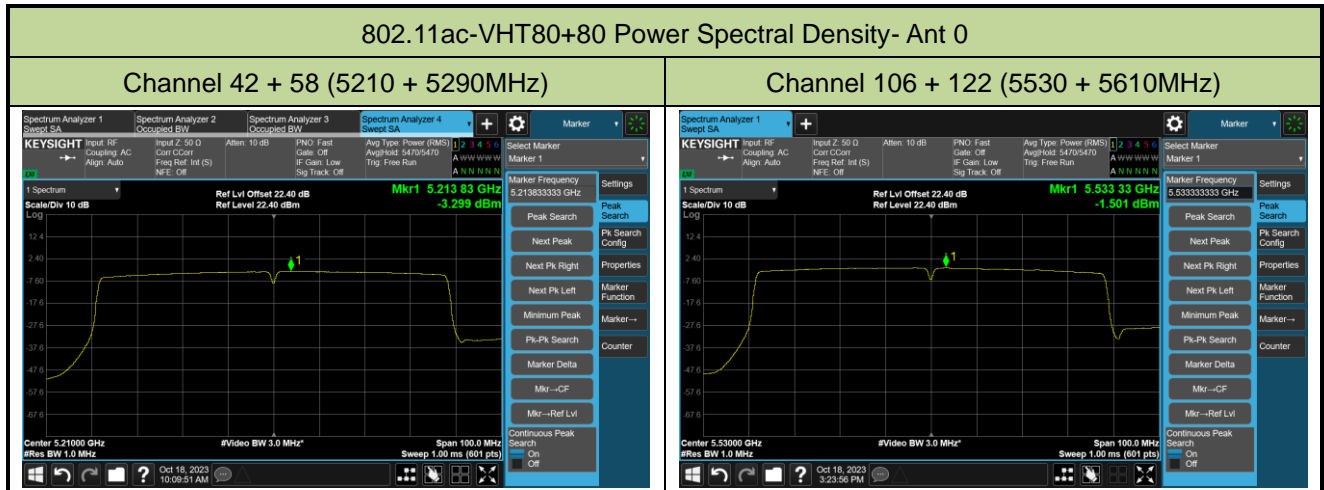 802.11ac-VHT80+80 Power Spectral Density- Ant 0
Channel 42 + 58 (5210 + 5290MHz)
Channel 106 + 122 (5530 + 5610MHz)
Spectrum Analyzer 1
Swept SA
Spectrum Analyzer 2
Occupied BW
Spectrum Analyzer 3
Occupied BW
Spectrum Analyzer 4
Swept SA
+
Marker
KEYSIGHT
Input: RF
Coupling: AC
Align: Auto
Input Z: 50 Ω
Corr CCorr
Freq Ref: Int (S)
NFE: Off
Atten: 10 dB
PNO: Fast
Gate: Off
IF Gain: Low
Sig Track: Off
Avg Type: Power (RMS)
Avg|Hold: 5470/5470
Trig: Free Run
1 2 3 4 5 6
A W W W W W
A N N N N N
LXI
Select Marker
Marker 1
1 Spectrum
Scale/Div 10 dB
Log
Ref Lvl Offset 22.40 dB
Ref Level 22.40 dBm
Mkr1 5.213 83 GHz
-3.299 dBm
12.4
2.40
-7.60
-17.6
-27.6
-37.6
-47.6
-57.6
-67.6
1
Center 5.21000 GHz
#Res BW 1.0 MHz
#Video BW 3.0 MHz*
Span 100.0 MHz
Sweep 1.00 ms (601 pts)
Marker Frequency
5.213833333 GHz
Peak Search
Next Peak
Next Pk Right
Next Pk Left
Minimum Peak
Pk-Pk Search
Marker Delta
Mkr→CF
Mkr→Ref Lvl
Continuous Peak
Search
On
Off
Settings
Peak
Search
Pk Search
Config
Properties
Marker
Function
Marker→
Counter
?
Oct 18, 2023
10:09:51 AM
Spectrum Analyzer 1
Swept SA
+
Marker
KEYSIGHT
Input: RF
Coupling: AC
Align: Auto
Input Z: 50 Ω
Corr CCorr
Freq Ref: Int (S)
NFE: Off
Atten: 10 dB
PNO: Fast
Gate: Off
IF Gain: Low
Sig Track: Off
Avg Type: Power (RMS)
Avg|Hold: 5470/5470
Trig: Free Run
1 2 3 4 5 6
A W W W W W
A N N N N N
LXI
Select Marker
Marker 1
1 Spectrum
Scale/Div 10 dB
Log
Ref Lvl Offset 22.40 dB
Ref Level 22.40 dBm
Mkr1 5.533 33 GHz
-1.501 dBm
12.4
2.40
-7.60
-17.6
-27.6
-37.6
-47.6
-57.6
-67.6
1
Center 5.53000 GHz
#Res BW 1.0 MHz
#Video BW 3.0 MHz*
Span 100.0 MHz
Sweep 1.00 ms (601 pts)
Marker Frequency
5.533333333 GHz
Peak Search
Next Peak
Next Pk Right
Next Pk Left
Minimum Peak
Pk-Pk Search
Marker Delta
Mkr→CF
Mkr→Ref Lvl
Continuous Peak
Search
On
Off
Settings
Peak
Search
Pk Search
Config
Properties
Marker
Function
Marker→
Counter
?
Oct 18, 2023
3:23:56 PM